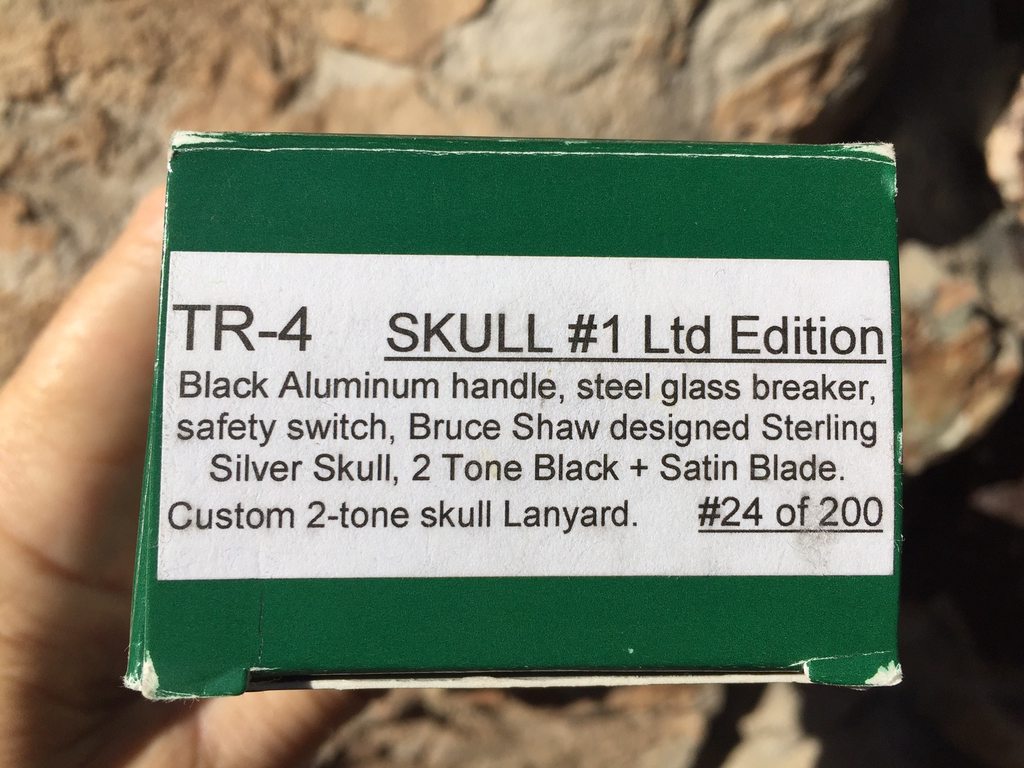 TR-4 SKULL #1 Ltd Edition
Black Aluminum handle, steel glass breaker,
safety switch, Bruce Shaw designed Sterling
Silver Skull, 2 Tone Black + Satin Blade.
Custom 2-tone skull Lanyard. #24 of 200